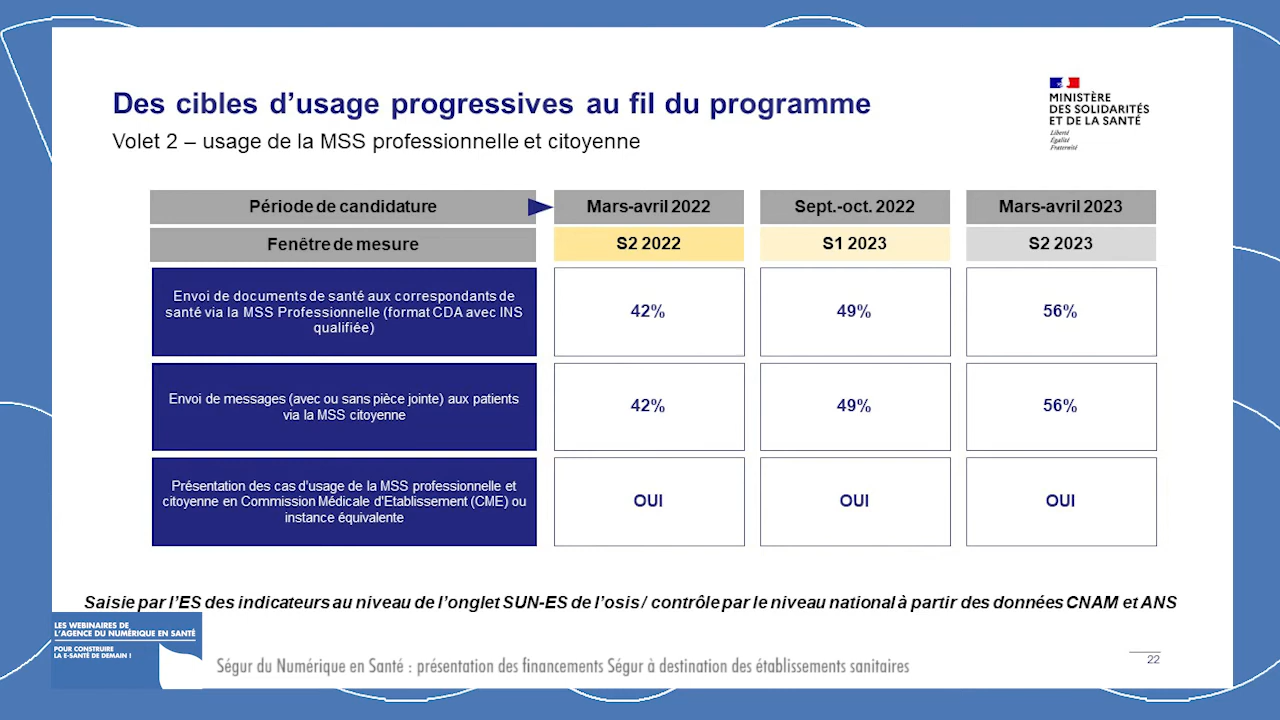 Des cibles d’usage progressives au fil du programme
Volet 2 – usage de la MSS professionnelle et citoyenne
MINISTÈRE
DES SOLIDARITÉS
ET DE LA SANTÉ
Liberté
Égalité
Fraternité
Période de candidature
Mars-avril 2022
Sept.-oct. 2022
Mars-avril 2023
Fenêtre de mesure
S2 2022
S1 2023
S2 2023
Envoi de documents de santé aux correspondants de
santé via la MSS Professionnelle (format CDA avec INS
qualifiée)
42%
49%
56%
Envoi de messages (avec ou sans pièce jointe) aux patients
via la MSS citoyenne
42%
49%
56%
Présentation des cas d’usage de la MSS professionnelle et
citoyenne en Commission Médicale d'Etablissement (CME) ou
instance équivalente
OUI
OUI
OUI
Saisie par l’ES des indicateurs au niveau de l’onglet SUN-ES de l’osis / contrôle par le niveau national à partir des données CNAM et ANS
LES WEBINAIRES DE
L’AGENCE DU NUMÉRIQUE EN SANTÉ
POUR CONSTRUIRE
LA E-SANTÉ DE DEMAIN !
Ségur du Numérique en Santé : présentation des financements Ségur à destination des établissements sanitaires
22